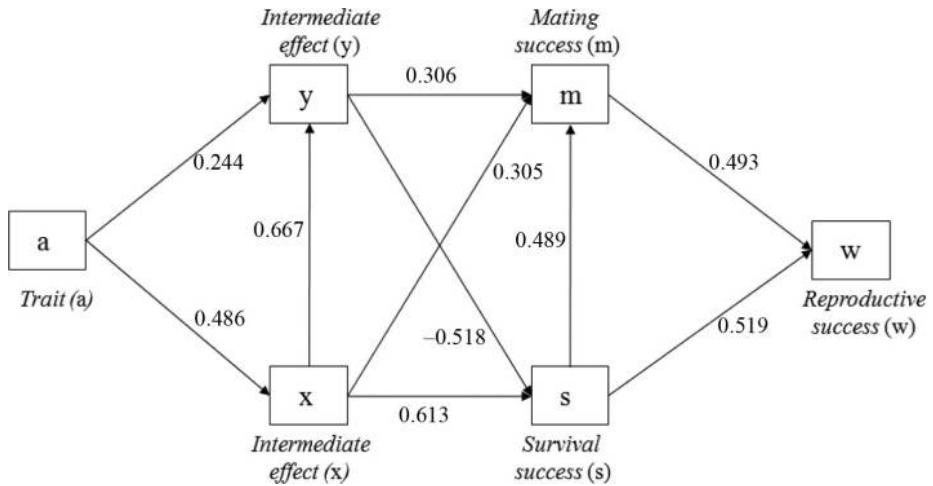 Intermediate
effect (y)
Mating
success (m)
y
0.306
m
0.244
0.305
0.493
0.667
0.489
a
w
Trait (a)
Reproductive
success (w)
0.486
–0.518
0.519
x
0.613
s
Intermediate
effect (x)
Survival
success (s)